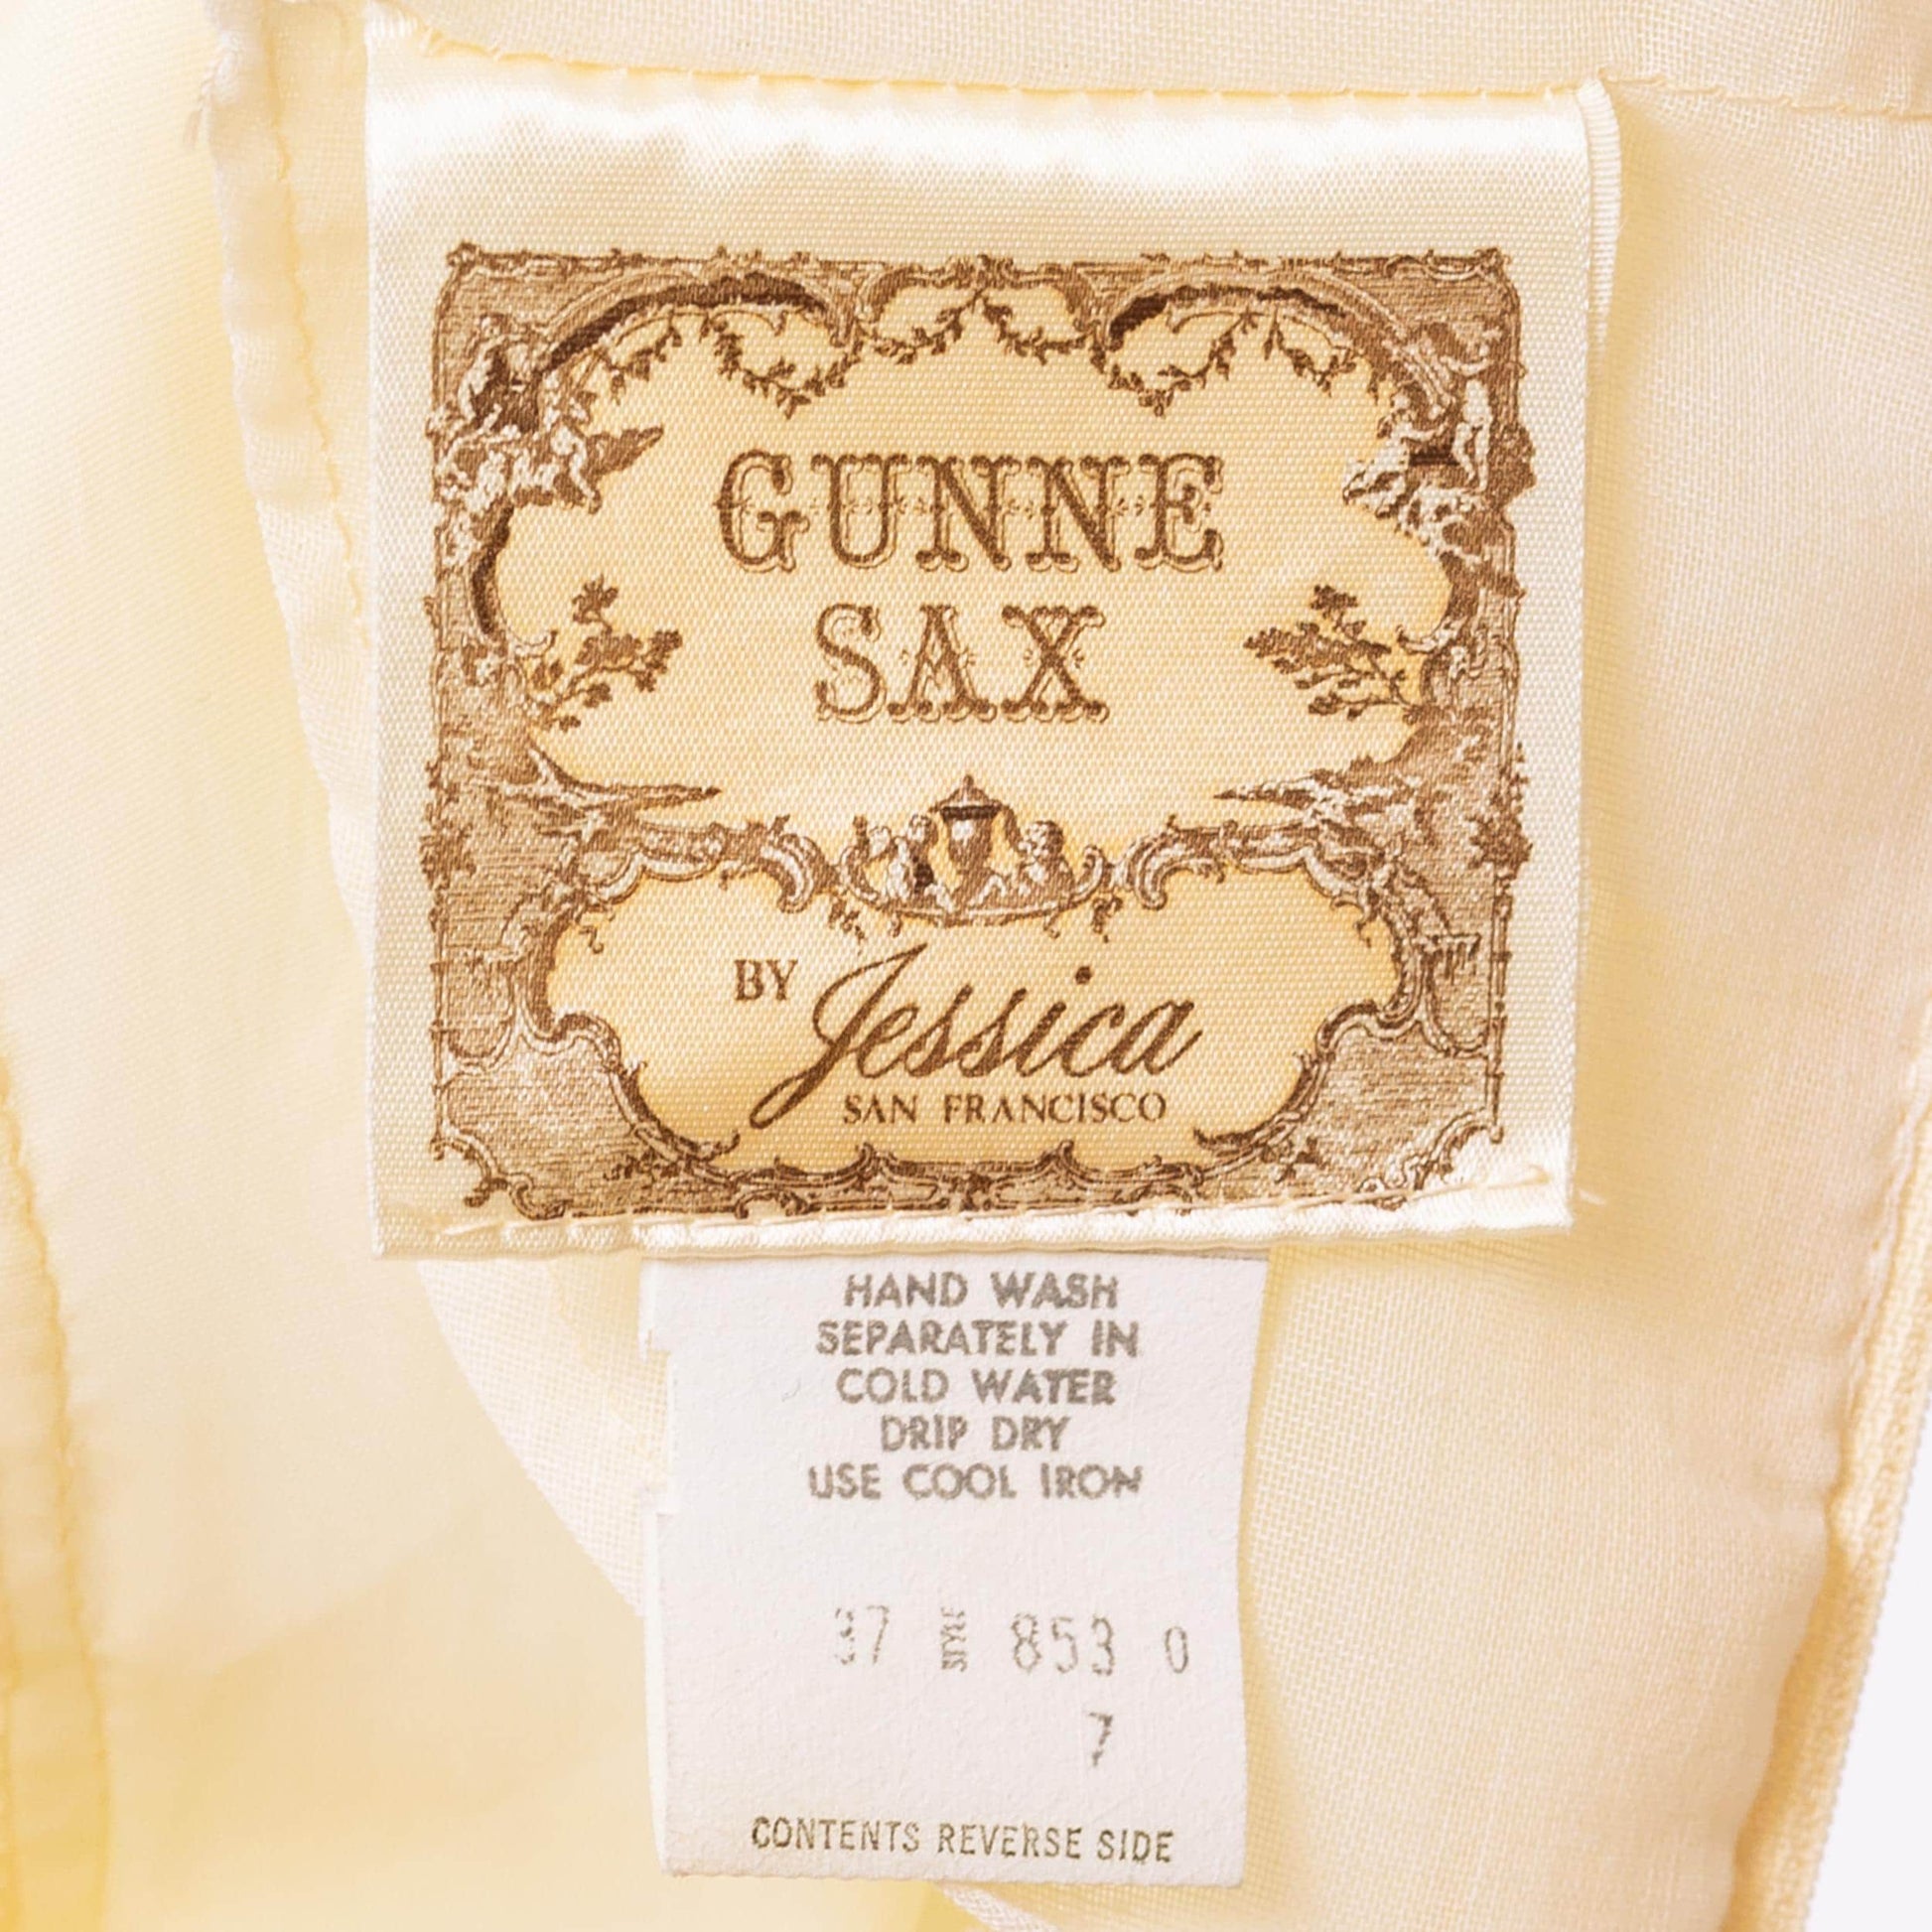 GUNNE
SAX
BY Jessica
SAN FRANCISCO
HAND WASH
SEPARATELY IN
COLD WATER
DRIP DRY
USE COOL IRON
37 STYLE 853 0
7
CONTENTS REVERSE SIDE